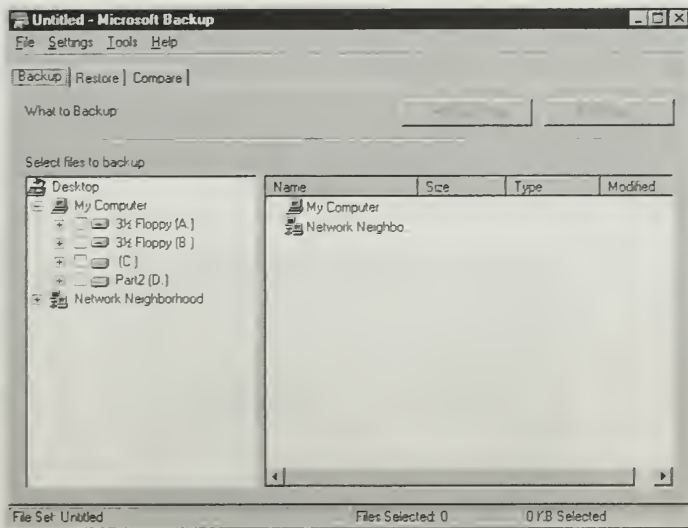 Untitled - Microsoft Backup
File Settings Tools Help
Backup Restore Compare
What to Backup:
Select files to backup
Desktop
My Computer
3½ Floppy (A:)
3½ Floppy (B:)
(C:)
Part2 (D:)
Network Neighborhood
Name Size Type Modified
My Computer
Network Neighbo...
File Set: Untitled Files Selected: 0 0 KB Selected